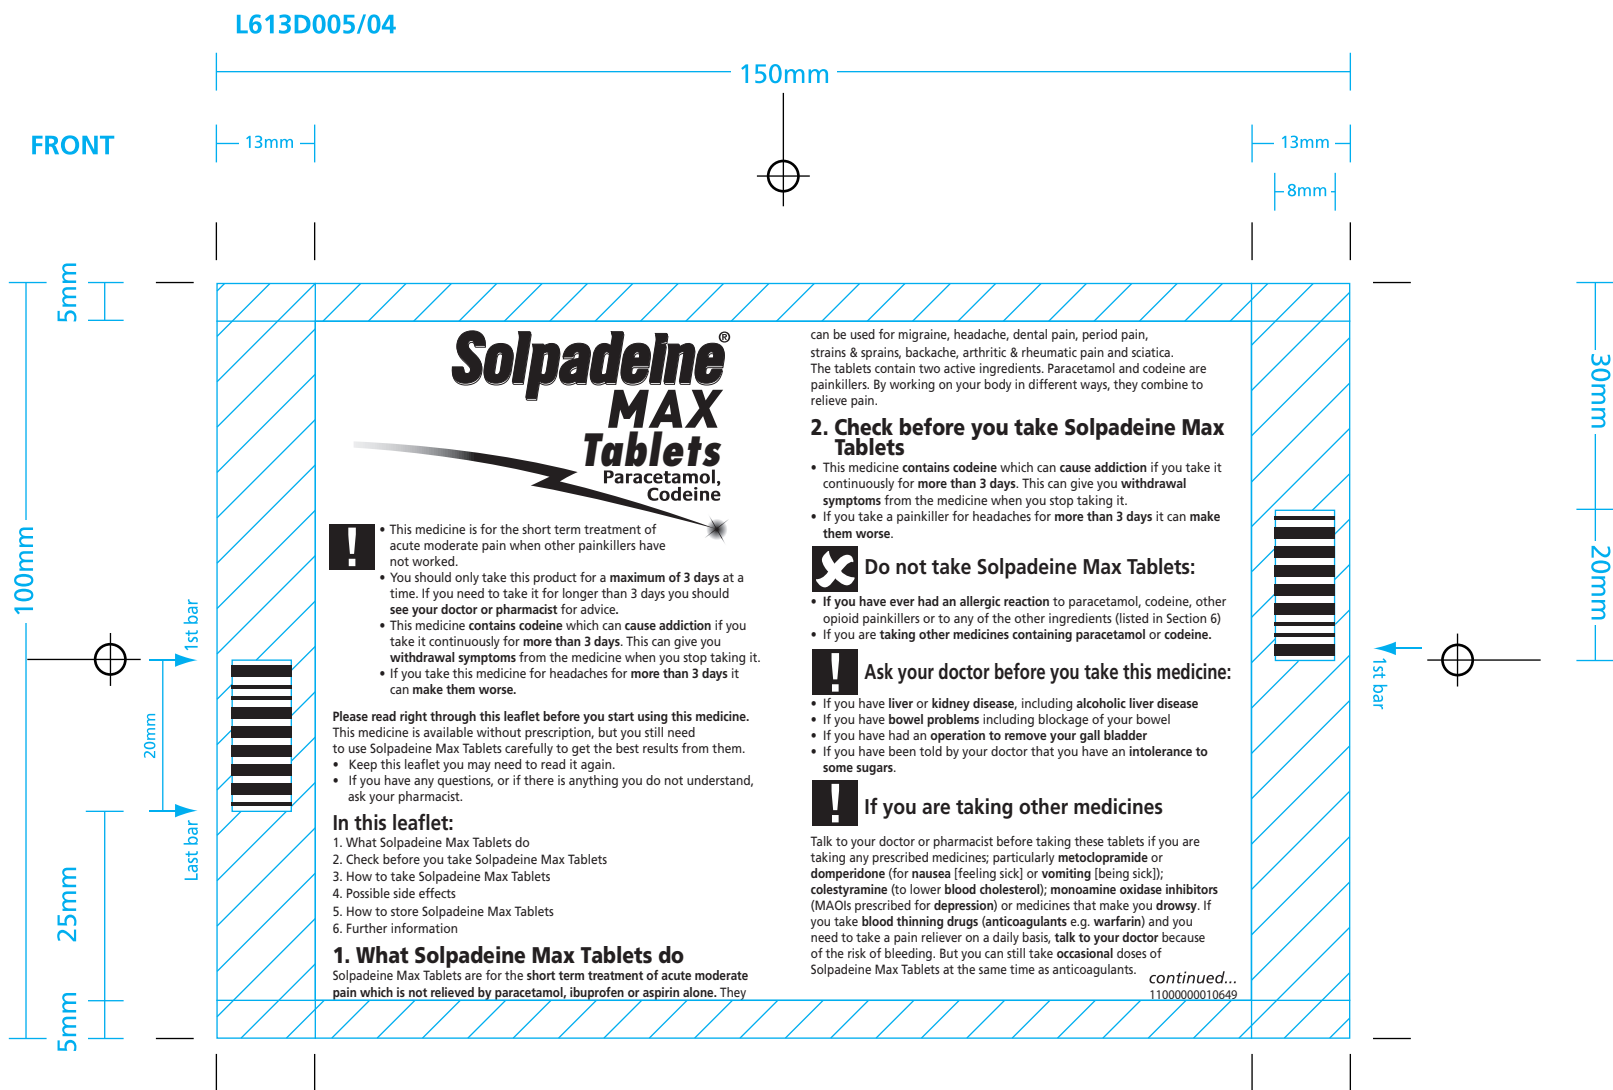 L613D005/04
150mm
FRONT
13mm
13mm
8mm
5mm
100mm
1st bar
20mm
Last bar
25mm
5mm
Solpadeine®
MAX
Tablets
Paracetamol,
Codeine
!
• This medicine is for the short term treatment of
acute moderate pain when other painkillers have
not worked.
• You should only take this product for a maximum of 3 days at a
time. If you need to take it for longer than 3 days you should
see your doctor or pharmacist for advice.
• This medicine contains codeine which can cause addiction if you
take it continuously for more than 3 days. This can give you
withdrawal symptoms from the medicine when you stop taking it.
• If you take this medicine for headaches for more than 3 days it
can make them worse.
Please read right through this leaflet before you start using this medicine.
This medicine is available without prescription, but you still need
to use Solpadeine Max Tablets carefully to get the best results from them.
• Keep this leaflet you may need to read it again.
• If you have any questions, or if there is anything you do not understand,
ask your pharmacist.
In this leaflet:
1. What Solpadeine Max Tablets do
2. Check before you take Solpadeine Max Tablets
3. How to take Solpadeine Max Tablets
4. Possible side effects
5. How to store Solpadeine Max Tablets
6. Further information
1. What Solpadeine Max Tablets do
Solpadeine Max Tablets are for the short term treatment of acute moderate
pain which is not relieved by paracetamol, ibuprofen or aspirin alone. They
can be used for migraine, headache, dental pain, period pain,
strains & sprains, backache, arthritic & rheumatic pain and sciatica.
The tablets contain two active ingredients. Paracetamol and codeine are
painkillers. By working on your body in different ways, they combine to
relieve pain.
2. Check before you take Solpadeine Max
Tablets
• This medicine contains codeine which can cause addiction if you take it
continuously for more than 3 days. This can give you withdrawal
symptoms from the medicine when you stop taking it.
• If you take a painkiller for headaches for more than 3 days it can make
them worse.
Do not take Solpadeine Max Tablets:
• If you have ever had an allergic reaction to paracetamol, codeine, other
opioid painkillers or to any of the other ingredients (listed in Section 6)
• If you are taking other medicines containing paracetamol or codeine.
! Ask your doctor before you take this medicine:
• If you have liver or kidney disease, including alcoholic liver disease
• If you have bowel problems including blockage of your bowel
• If you have had an operation to remove your gall bladder
• If you have been told by your doctor that you have an intolerance to
some sugars.
! If you are taking other medicines
Talk to your doctor or pharmacist before taking these tablets if you are
taking any prescribed medicines; particularly metoclopramide or
domperidone (for nausea [feeling sick] or vomiting [being sick]);
colestyramine (to lower blood cholesterol); monoamine oxidase inhibitors
(MAOIs prescribed for depression) or medicines that make you drowsy. If
you take blood thinning drugs (anticoagulants e.g. warfarin) and you
need to take a pain reliever on a daily basis, talk to your doctor because
of the risk of bleeding. But you can still take occasional doses of
Solpadeine Max Tablets at the same time as anticoagulants.
continued...
11000000010649
30mm
20mm
1st bar